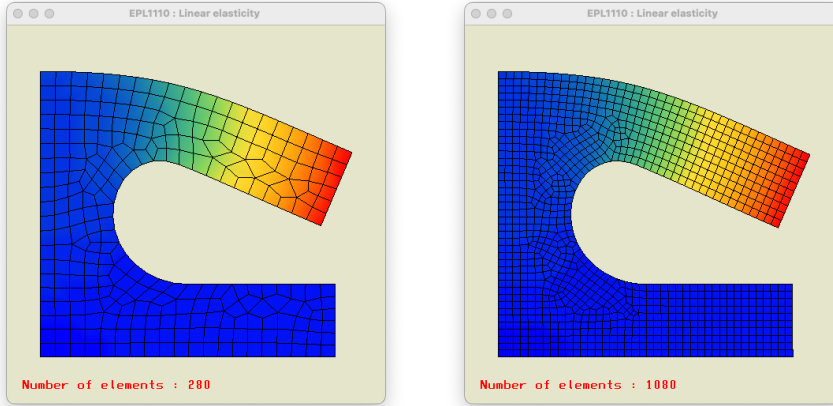 EPL1110 : Linear elasticity
Number of elements : 280
EPL1110 : Linear elasticity
Number of elements : 1080